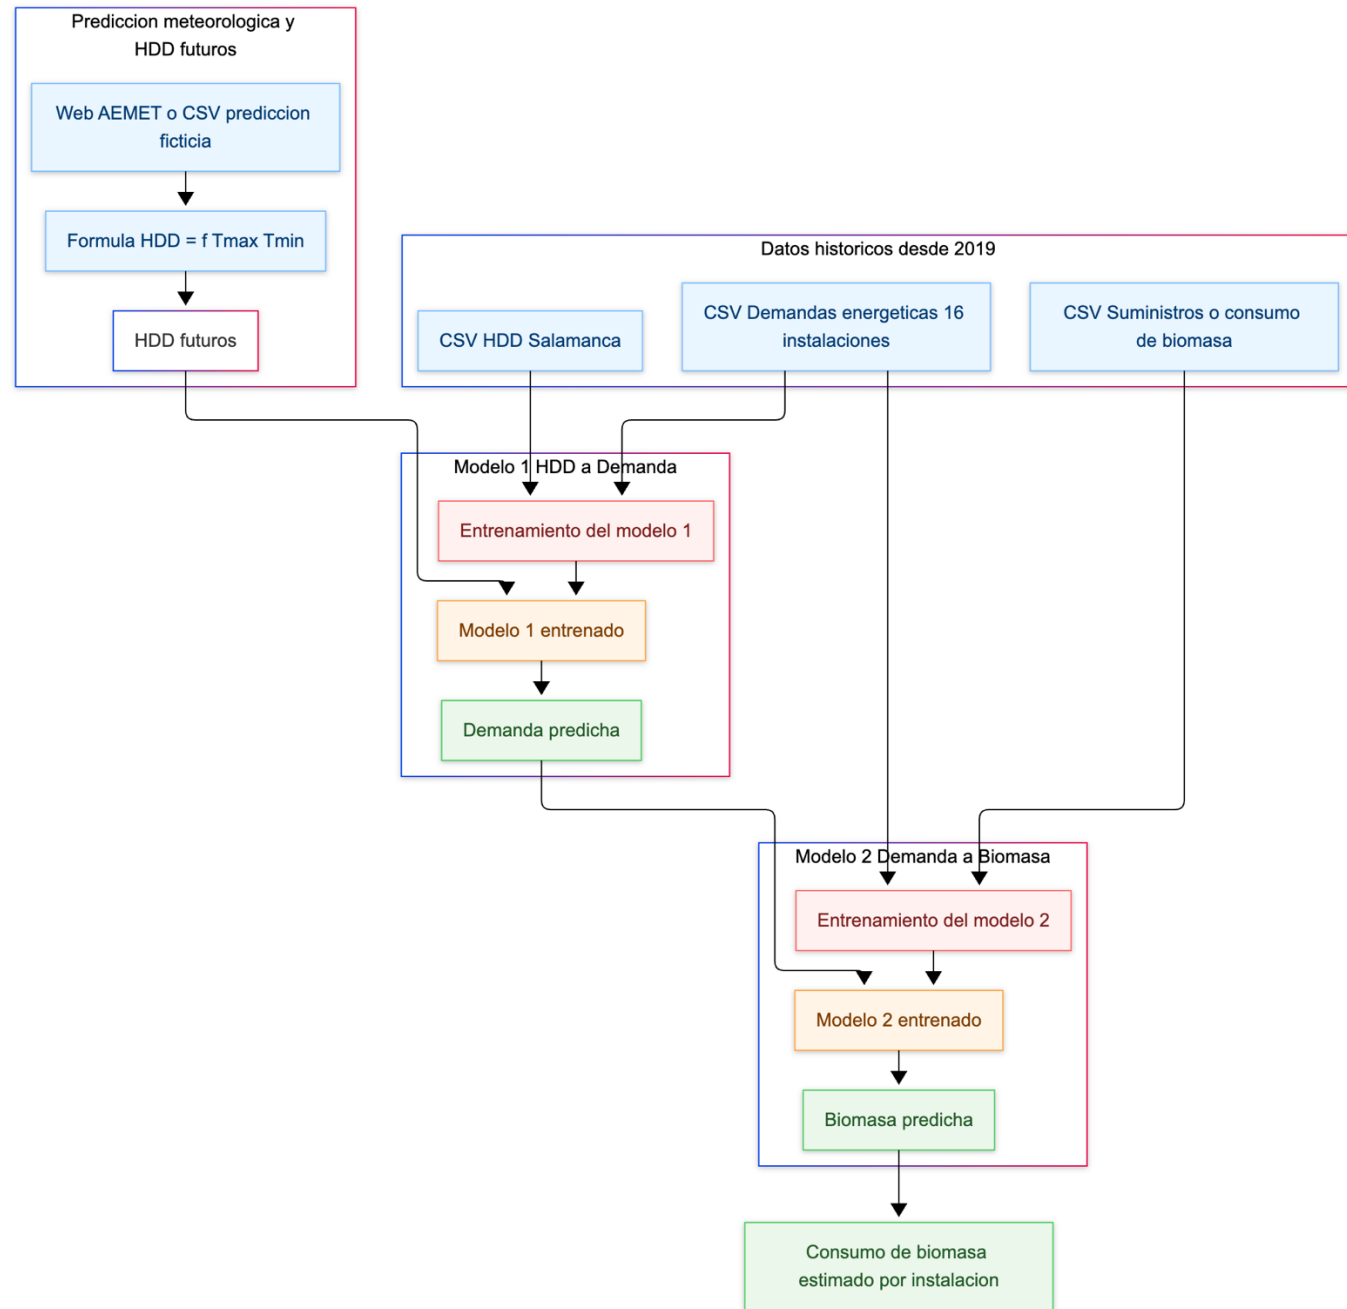 Prediccion meteorologica y
HDD futuros
Web AEMET o CSV prediccion
ficticia
Formula HDD = f Tmax Tmin
HDD futuros
Datos historicos desde 2019
CSV HDD Salamanca
CSV Demandas energeticas 16
instalaciones
CSV Suministros o consumo
de biomasa
Modelo 1 HDD a Demanda
Entrenamiento del modelo 1
Modelo 1 entrenado
Demanda predicha
Modelo 2 Demanda a Biomasa
Entrenamiento del modelo 2
Modelo 2 entrenado
Biomasa predicha
Consumo de biomasa
estimado por instalacion